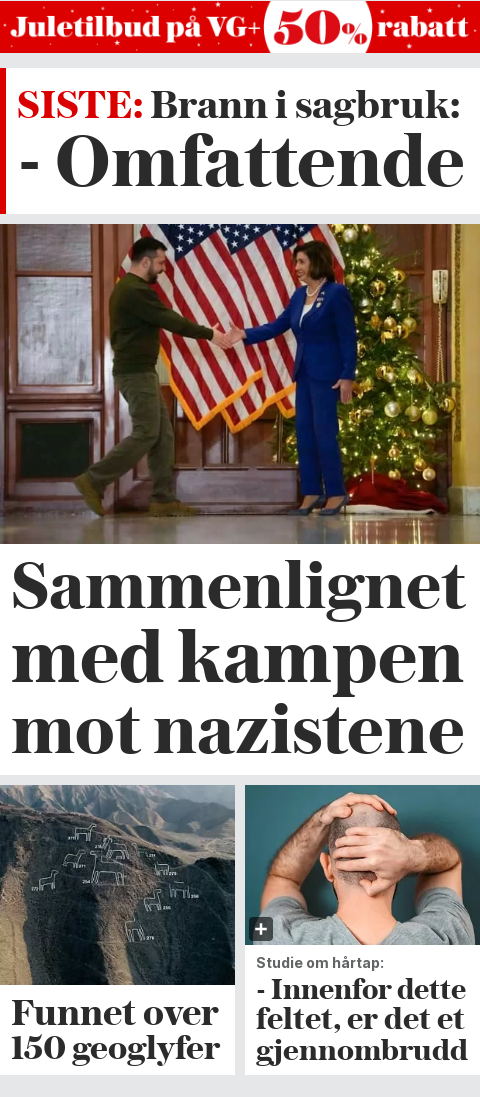 Juletilbud på VG+ 50% rabatt
SISTE: Brann i sagbruk:
- Omfattende
Sammenlignet
med kampen
mot nazistene
Funnet over
150 geoglyfer
Studie om hårtap:
- Innenfor dette
feltet, er det et
gjennombrudd